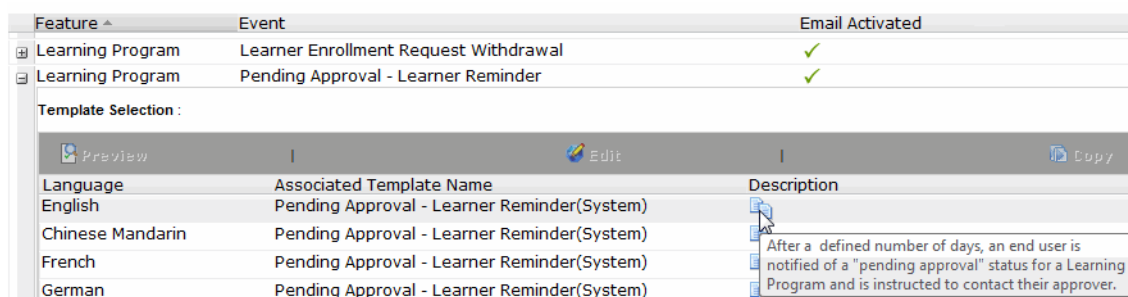 Feature Event Email Activated
Learning Program Learner Enrollment Request Withdrawal
Learning Program Pending Approval - Learner Reminder
Template Selection :
Preview | Edit | Copy
Language Associated Template Name Description
English Pending Approval - Learner Reminder(System)
Chinese Mandarin Pending Approval - Learner Reminder(System)
French Pending Approval - Learner Reminder(System)
German Pending Approval - Learner Reminder(System)
After a defined number of days, an end user is
notified of a "pending approval" status for a Learning
Program and is instructed to contact their approver.